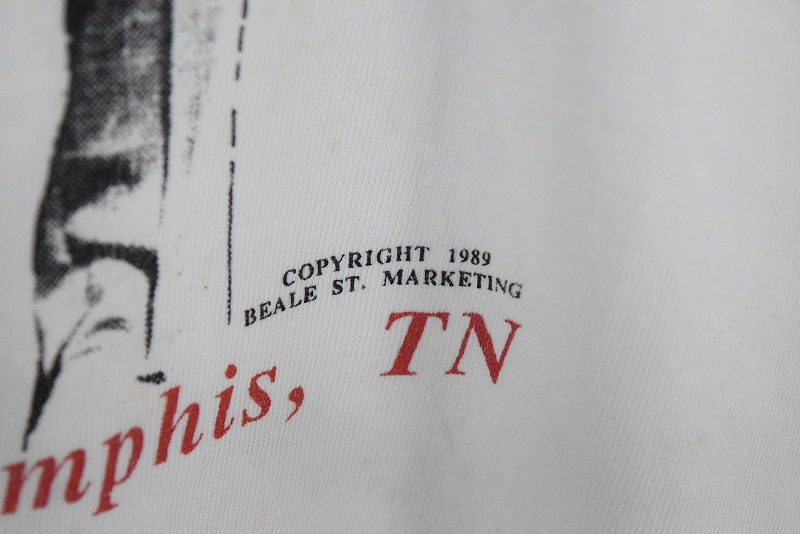 COPYRIGHT 1989
BEALE ST. MARKETING
mphis, TN